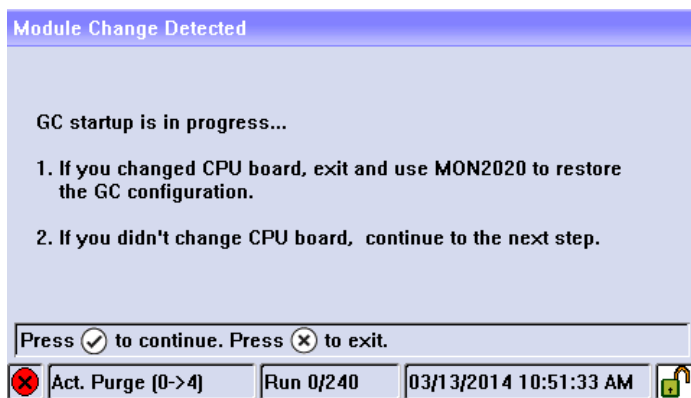 Module Change Detected
GC startup is in progress...
1. If you changed CPU board, exit and use MON2020 to restore
the GC configuration.
2. If you didn't change CPU board, continue to the next step.
Press to continue. Press to exit.
Act. Purge (0->4) Run 0/240 03/13/2014 10:51:33 AM